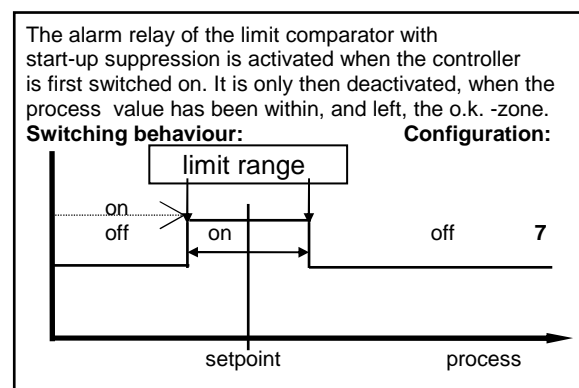 The alarm relay of the limit comparator with
start-up suppression is activated when the controller
is first switched on. It is only then deactivated, when the
process value has been within, and left, the o.k. -zone.
Switching behaviour: Configuration:
limit range
on
off on off 7
setpoint process